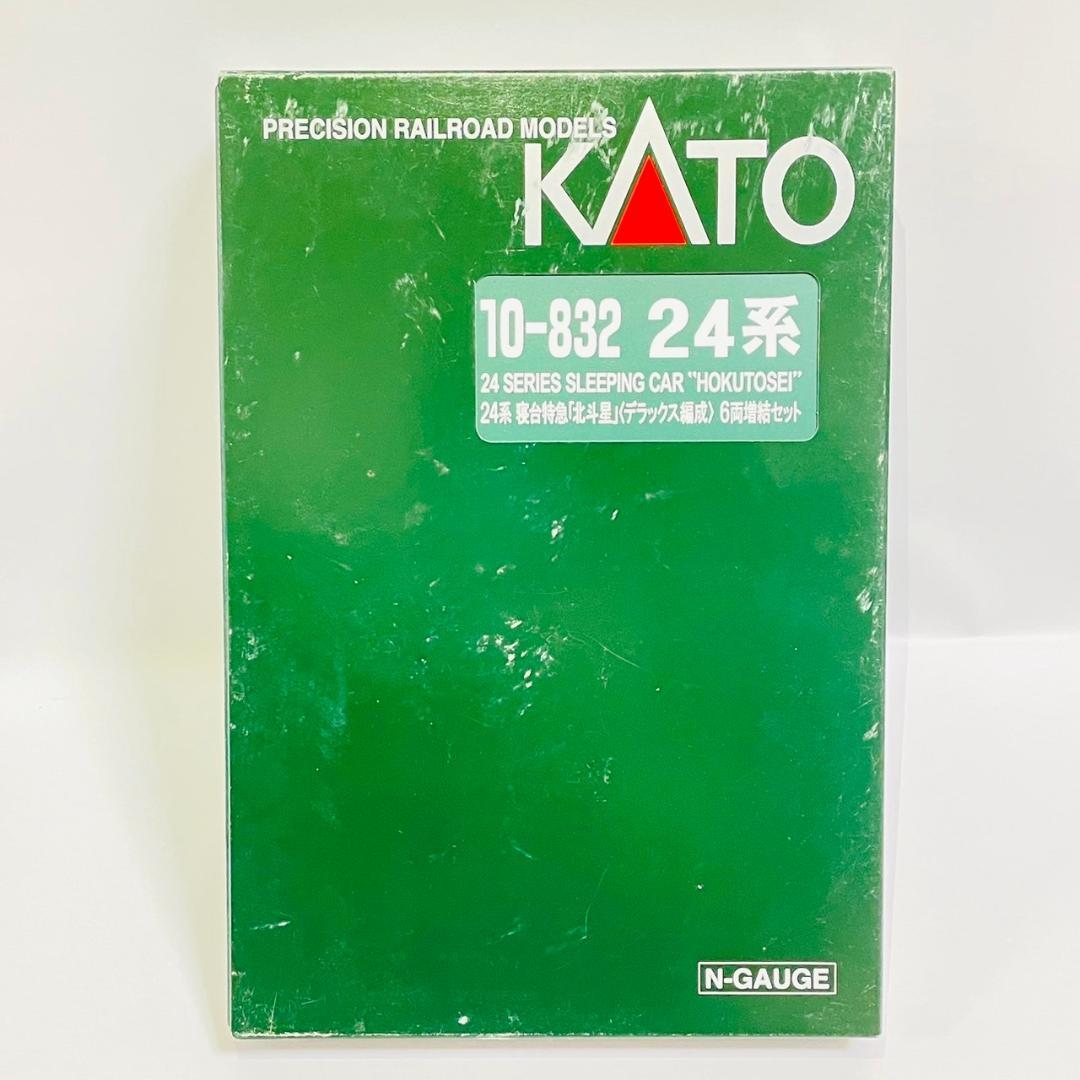 PRECISION RAILROAD MODELS
KATO
10-832 24系
24 SERIES SLEEPING CAR "HOKUTOSEI"
24系 寝台特急「北斗星」〈デラックス編成〉 6両増結セット
N-GAUGE